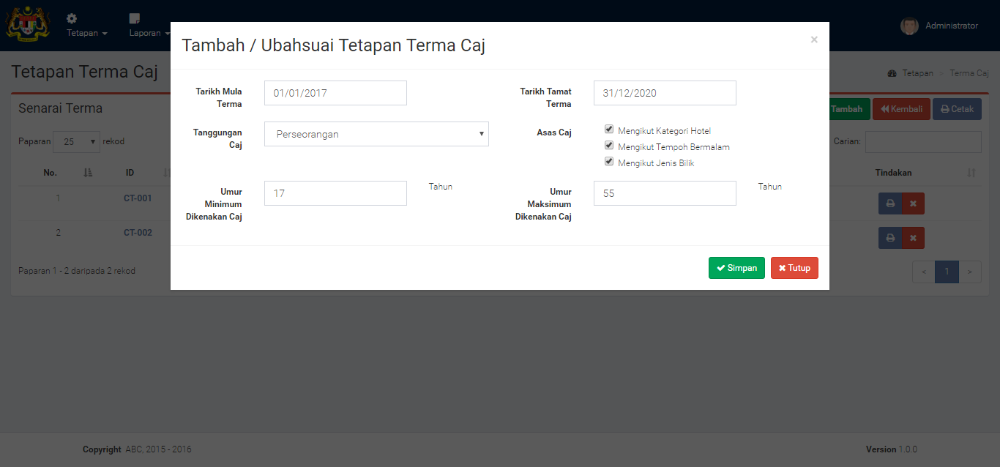 Tetapan
Laporan
Administrator
Tambah / Ubahsuai Tetapan Terma Caj
×
Tetapan Terma Caj
Tetapan > Terma Caj
Tarikh Mula
Terma
01/01/2017
Tarikh Tamat
Terma
31/12/2020
Senarai Terma
Tambah
Kembali
Cetak
Tanggungan
Caj
Perseorangan
Asas Caj
Mengikut Kategori Hotel
Mengikut Tempoh Bermalam
Mengikut Jenis Bilik
Paparan 25 rekod
Carian:
No.
ID
Tindakan
Umur
Minimum
Dikenakan Caj
17
Tahun
Umur
Maksimum
Dikenakan Caj
55
Tahun
1 CT-001
2 CT-002
Paparan 1 - 2 daripada 2 rekod
< 1 >
Simpan
Tutup
Copyright ABC, 2015 - 2016
Version 1.0.0